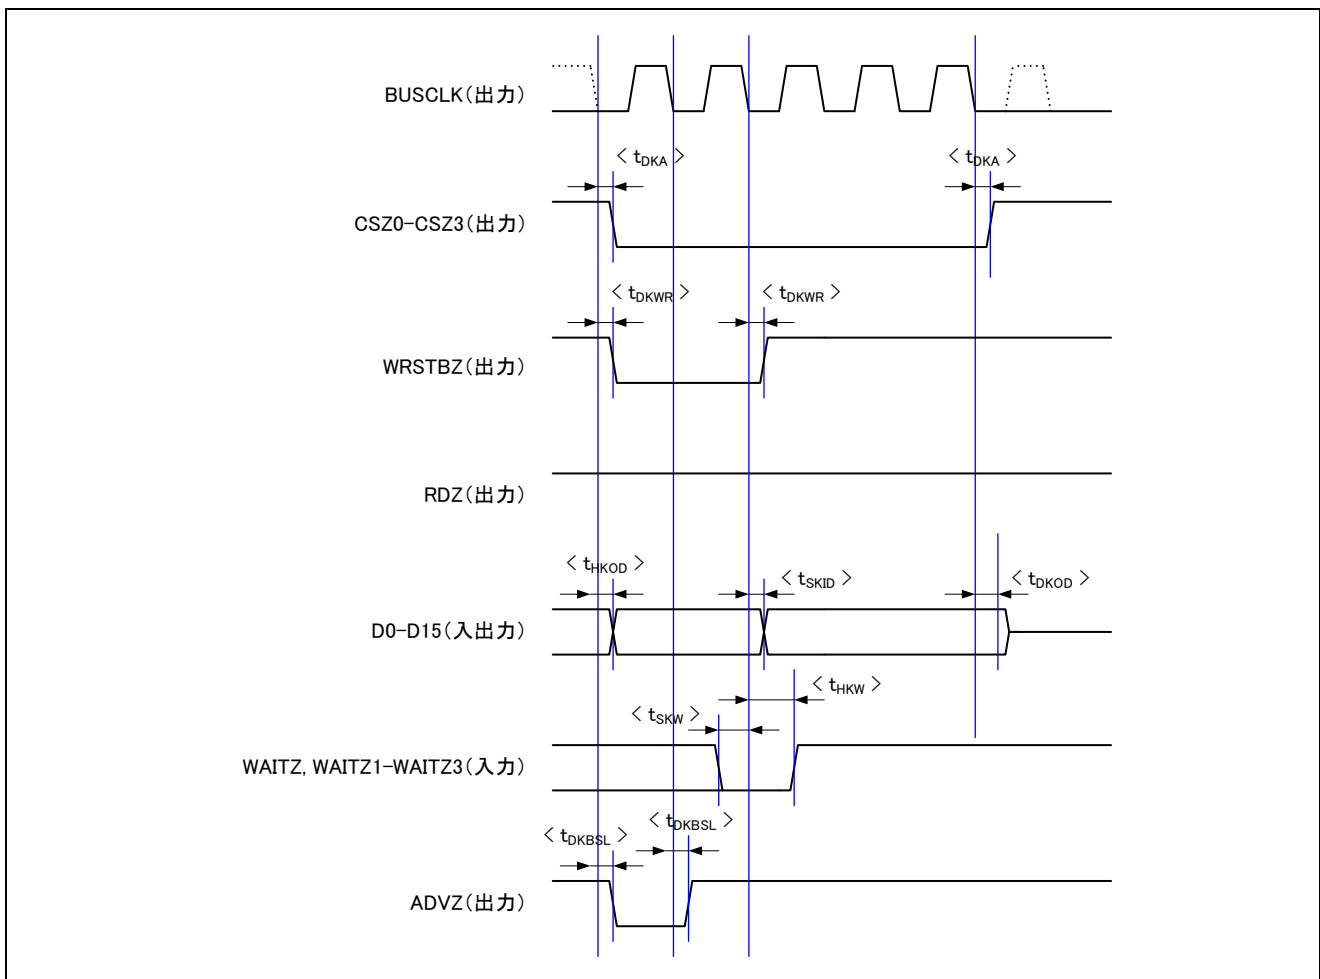 BUSCLK(出力)
< tDKA > < tDKA >
CSZ0-CSZ3(出力)
< tDKWR > < tDKWR >
WRSTBZ(出力)
RDZ(出力)
< tHKOD > < tSKID > < tDKOD >
D0-D15(入出力)
< tHKW >
< tSKW >
WAITZ, WAITZ1-WAITZ3(入力)
< tDKBSL > < tDKBSL >
ADVZ(出力)